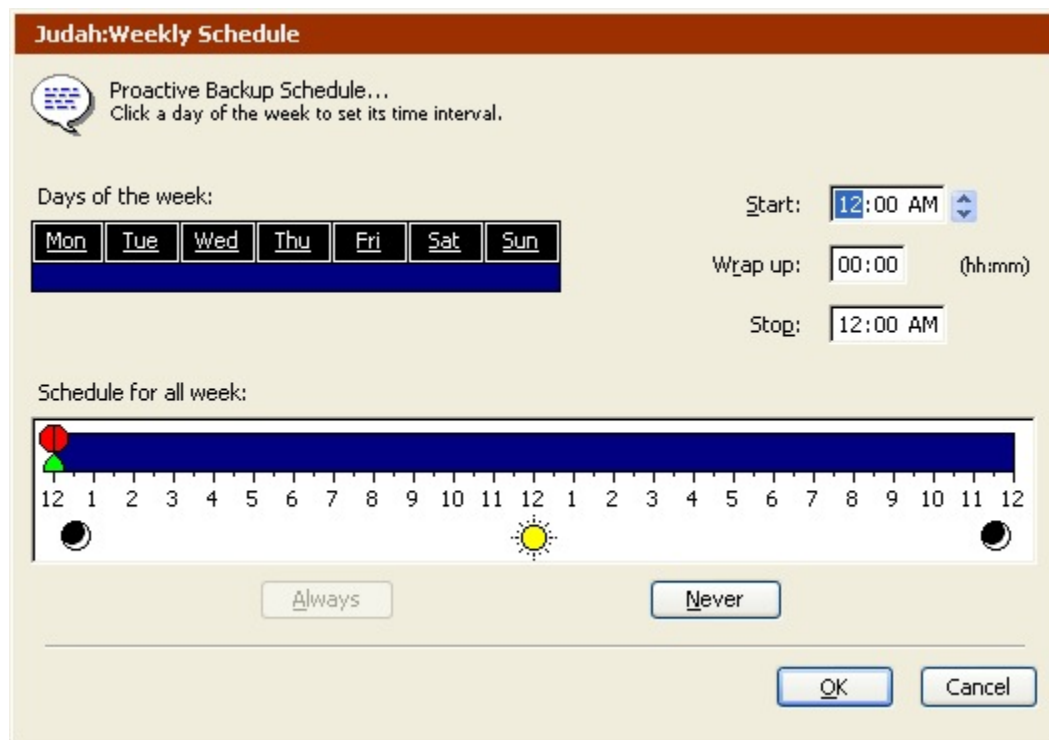 Judah:Weekly Schedule
Proactive Backup Schedule...
Click a day of the week to set its time interval.
Days of the week:
Mon Tue Wed Thu Fri Sat Sun
Start: 12:00 AM
Wrap up: 00:00 (hh:mm)
Stop: 12:00 AM
Schedule for all week:
12 1 2 3 4 5 6 7 8 9 10 11 12 1 2 3 4 5 6 7 8 9 10 11 12
Always Never
OK Cancel